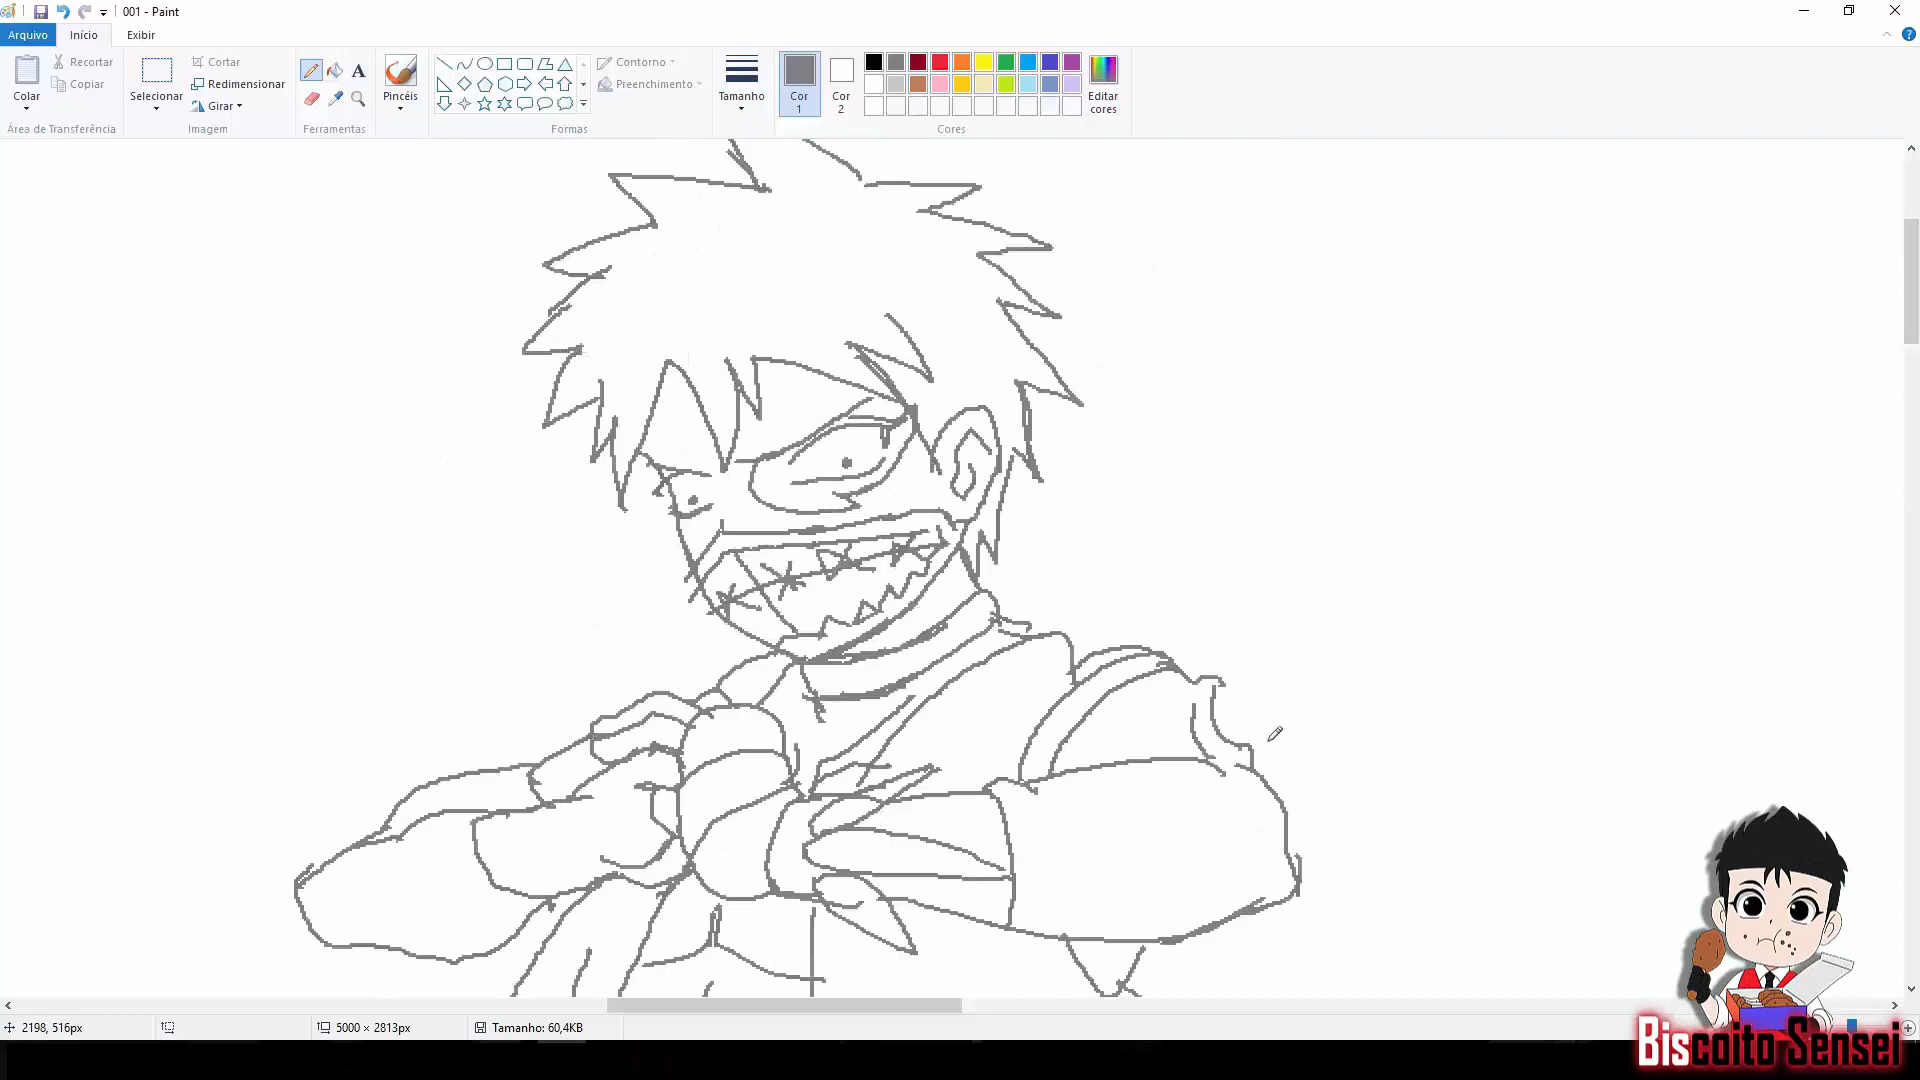 001 - Paint
Arquivo Início Exibir
Colar
Recortar
Copiar
Área de Transferência
Selecionar
Cortar
Redimensionar
Girar
Imagem
Ferramentas
Pincéis
Contorno
Preenchimento
Formas
Tamanho
Cor
1
Cor
2
Editar
cores
Cores
2198, 516px
5000 × 2813px
Tamanho: 60,4KB
Biscoito Sensei